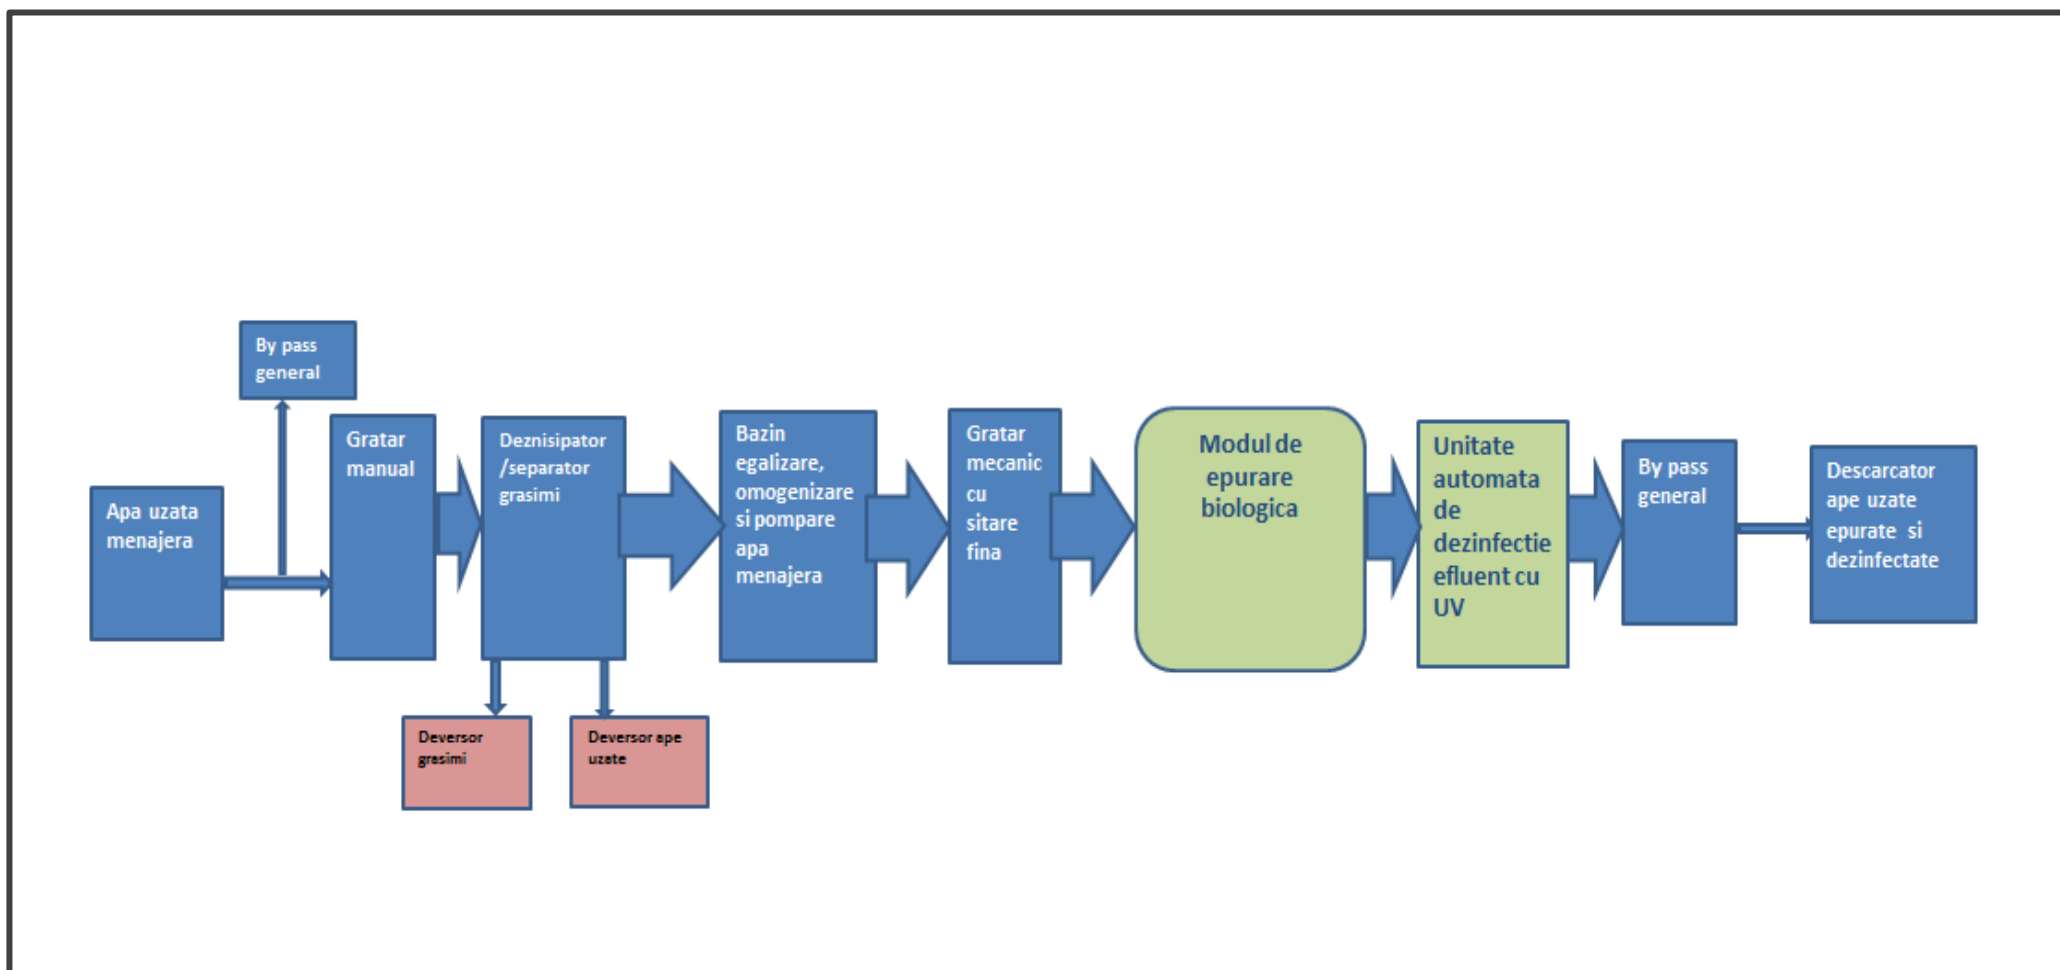 By pass
general
Apa uzata
menajera
Gratar
manual
Deznisipator
/separator
grasimi
Deversor
grasimi
Deversor ape
uzate
Bazin
egalizare,
omogenizare
si pompare
apa
menajera
Gratar
mecanic
cu
sitare
fina
Modul de
epurare
biologica
Unitate
automata
de
dezinfectie
efluent cu
UV
By pass
general
Descarcator
ape uzate
epurate si
dezinfectate